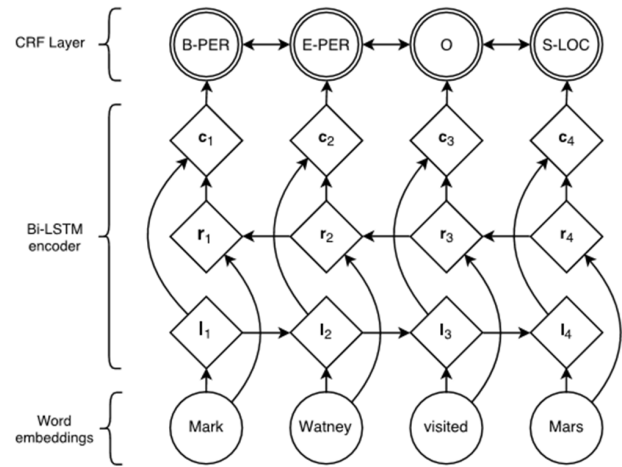 CRF Layer
B-PER E-PER O S-LOC
c1 c2 c3 c4
Bi-LSTM
encoder
r1 r2 r3 r4
l1 l2 l3 l4
Word
embeddings
Mark Watney visited Mars